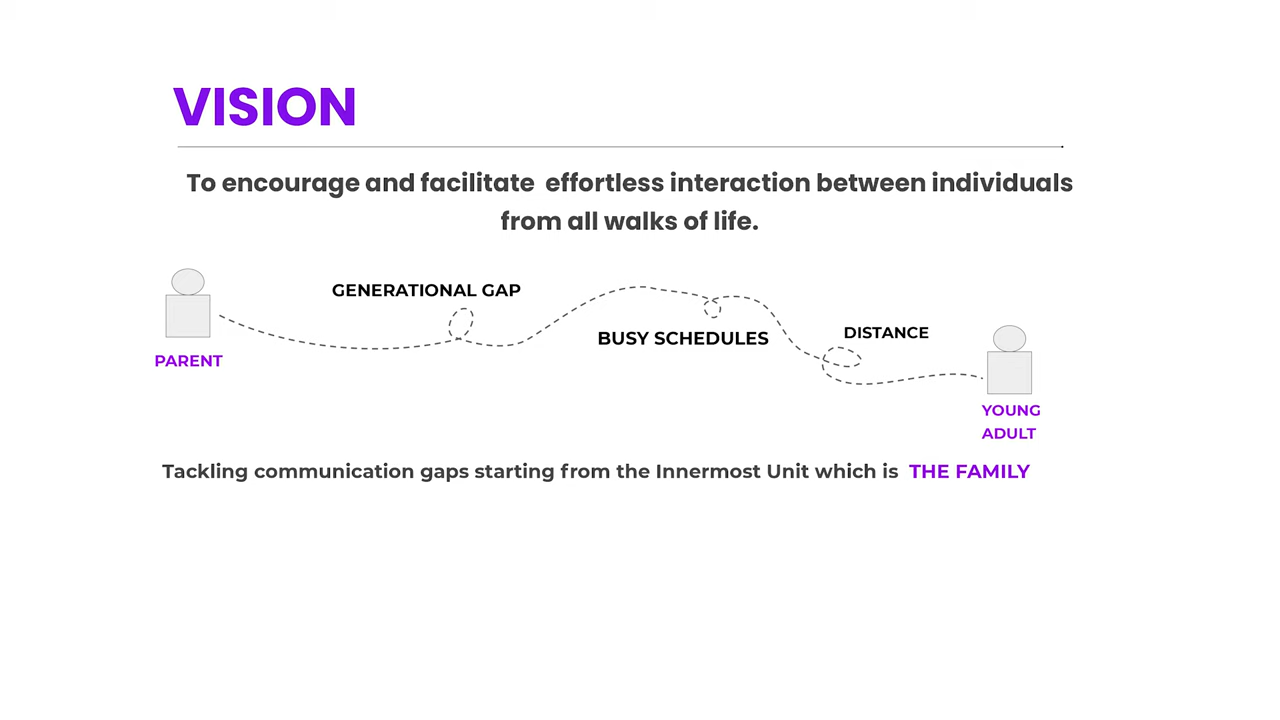 VISION
To encourage and facilitate effortless interaction between individuals
from all walks of life.
GENERATIONAL GAP
BUSY SCHEDULES
DISTANCE
PARENT
YOUNG
ADULT
Tackling communication gaps starting from the Innermost Unit which is THE FAMILY